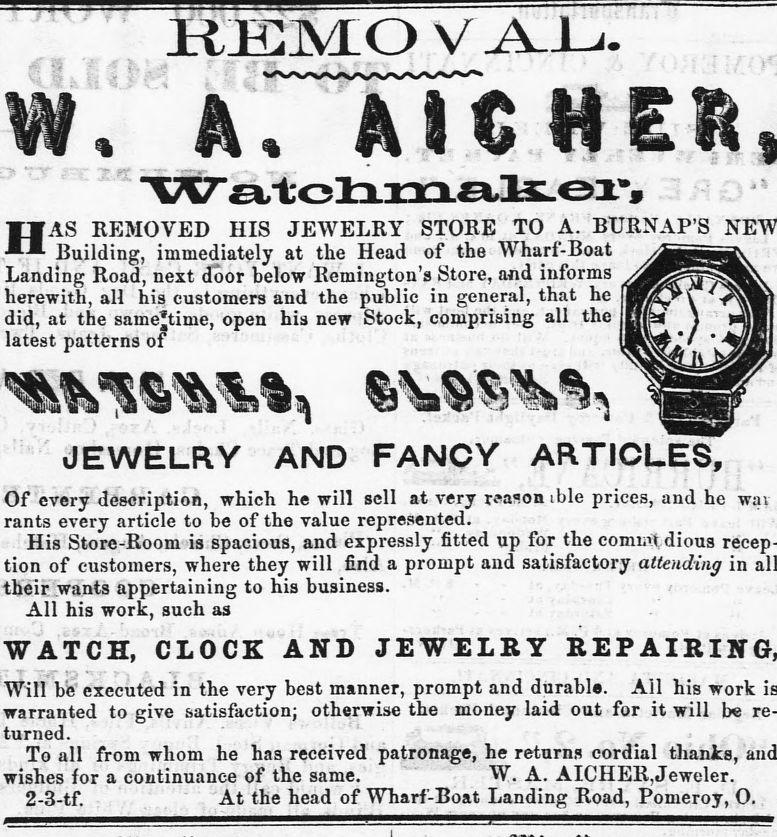 REMOVAL.
W. A. AICHER,
Watchmaker,
HAS REMOVED HIS JEWELRY STORE TO A. BURNAP'S NEW
Building, immediately at the Head of the Wharf-Boat
Landing Road, next door below Remington's Store, and informs
herewith, all his customers and the public in general, that he
did, at the same time, open his new Stock, comprising all the
latest patterns of
WATCHES, CLOCKS,
JEWELRY AND FANCY ARTICLES,
Of every description, which he will sell at very reasonable prices, and he war
rants every article to be of the value represented.
His Store-Room is spacious, and expressly fitted up for the commodious recep-
tion of customers, where they will find a prompt and satisfactory attending in all
their wants appertaining to his business.
All his work, such as
WATCH, CLOCK AND JEWELRY REPAIRING,
Will be executed in the very best manner, prompt and durable. All his work is
warranted to give satisfaction; otherwise the money laid out for it will be re-
turned.
To all from whom he has received patronage, he returns cordial thanks, and
wishes for a continuance of the same. W. A. AICHER, Jeweler.
2-3-tf. At the head of Wharf-Boat Landing Road, Pomeroy, O.